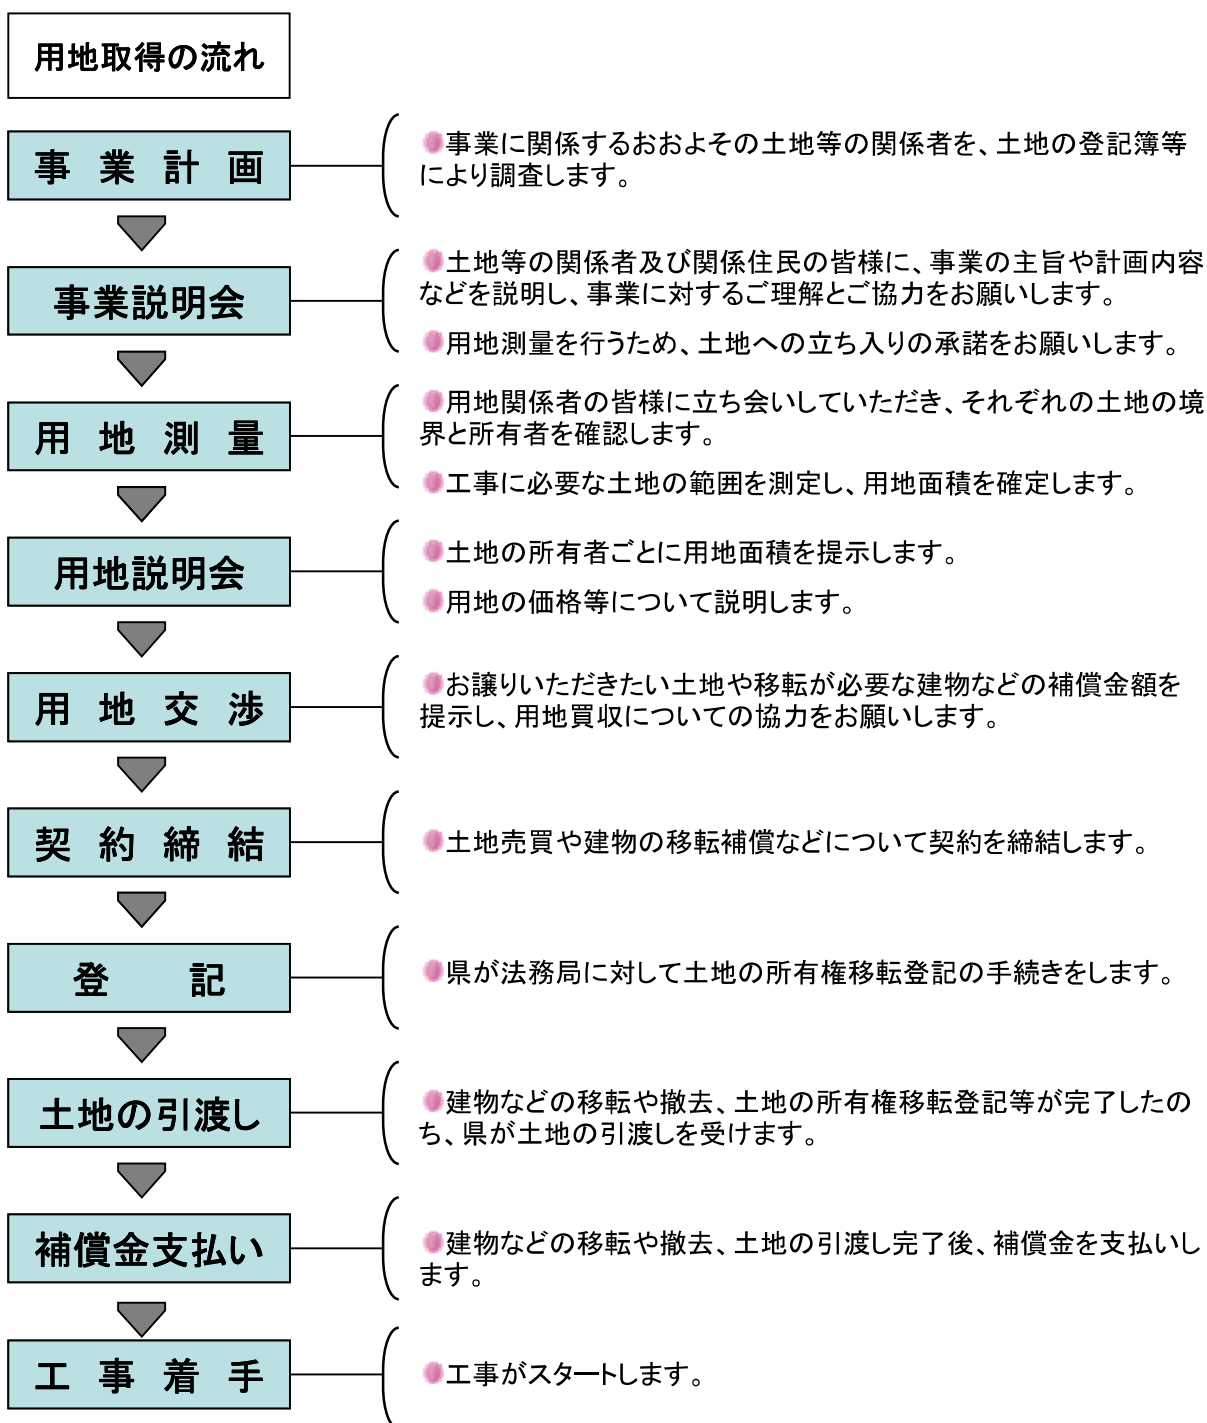 用地取得の流れ
事業計画
●事業に関係するおおよその土地等の関係者を、土地の登記簿等
により調査します。
事業説明会
●土地等の関係者及び関係住民の皆様に、事業の主旨や計画内容
などを説明し、事業に対するご理解とご協力をお願いします。
●用地測量を行うため、土地への立ち入りの承諾をお願いします。
用地測量
●用地関係者の皆様に立ち会いしていただき、それぞれの土地の境
界と所有者を確認します。
●工事に必要な土地の範囲を測定し、用地面積を確定します。
用地説明会
●土地の所有者ごとに用地面積を提示します。
●用地の価格等について説明します。
用地交渉
●お譲りいただきたい土地や移転が必要な建物などの補償金額を
提示し、用地買収についての協力をお願いします。
契約締結
●土地売買や建物の移転補償などについて契約を締結します。
登記
●県が法務局に対して土地の所有権移転登記の手続きをします。
土地の引渡し
●建物などの移転や撤去、土地の所有権移転登記等が完了したの
ち、県が土地の引渡しを受けます。
補償金支払い
●建物などの移転や撤去、土地の引渡し完了後、補償金を支払いし
ます。
工事着手
●工事がスタートします。